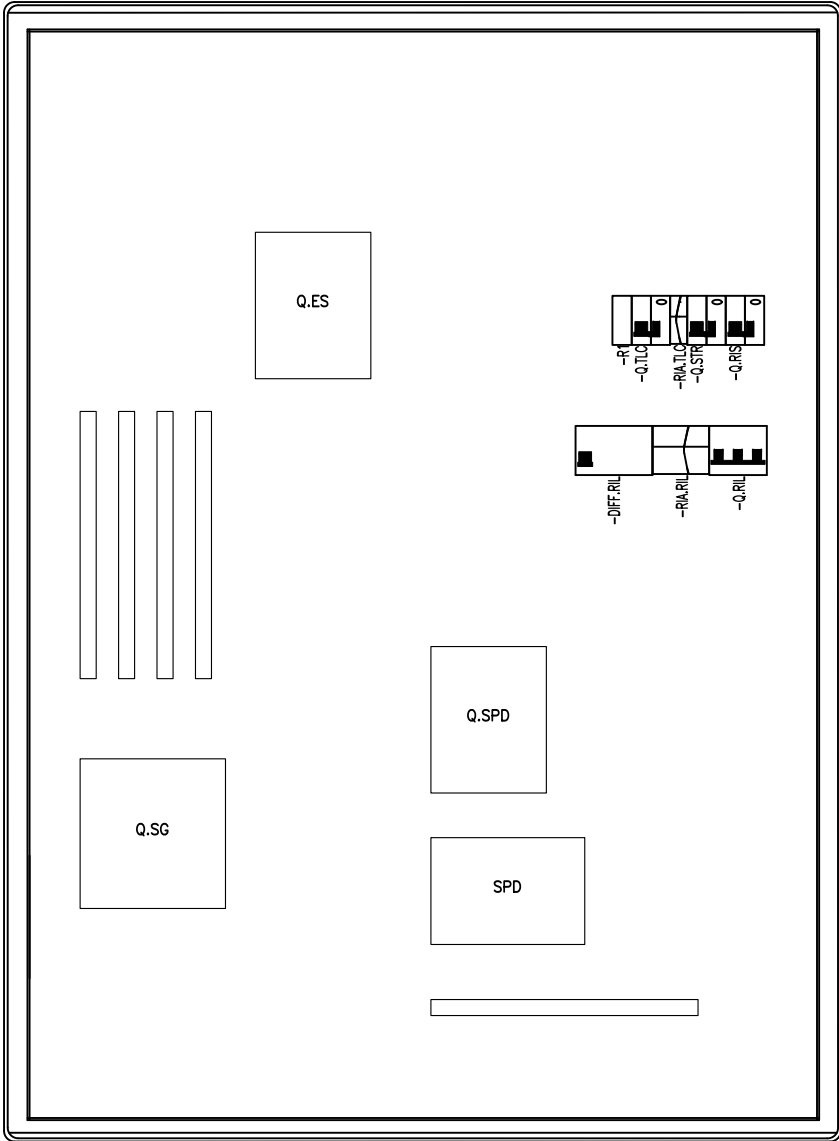 Q.ES
-R1
-Q.TLC
-RIA.TLC
-Q.STR
-Q.RIS
-DIFF.RIL
-RIA.RIL
-Q.RIL
Q.SPD
Q.SG
SPD